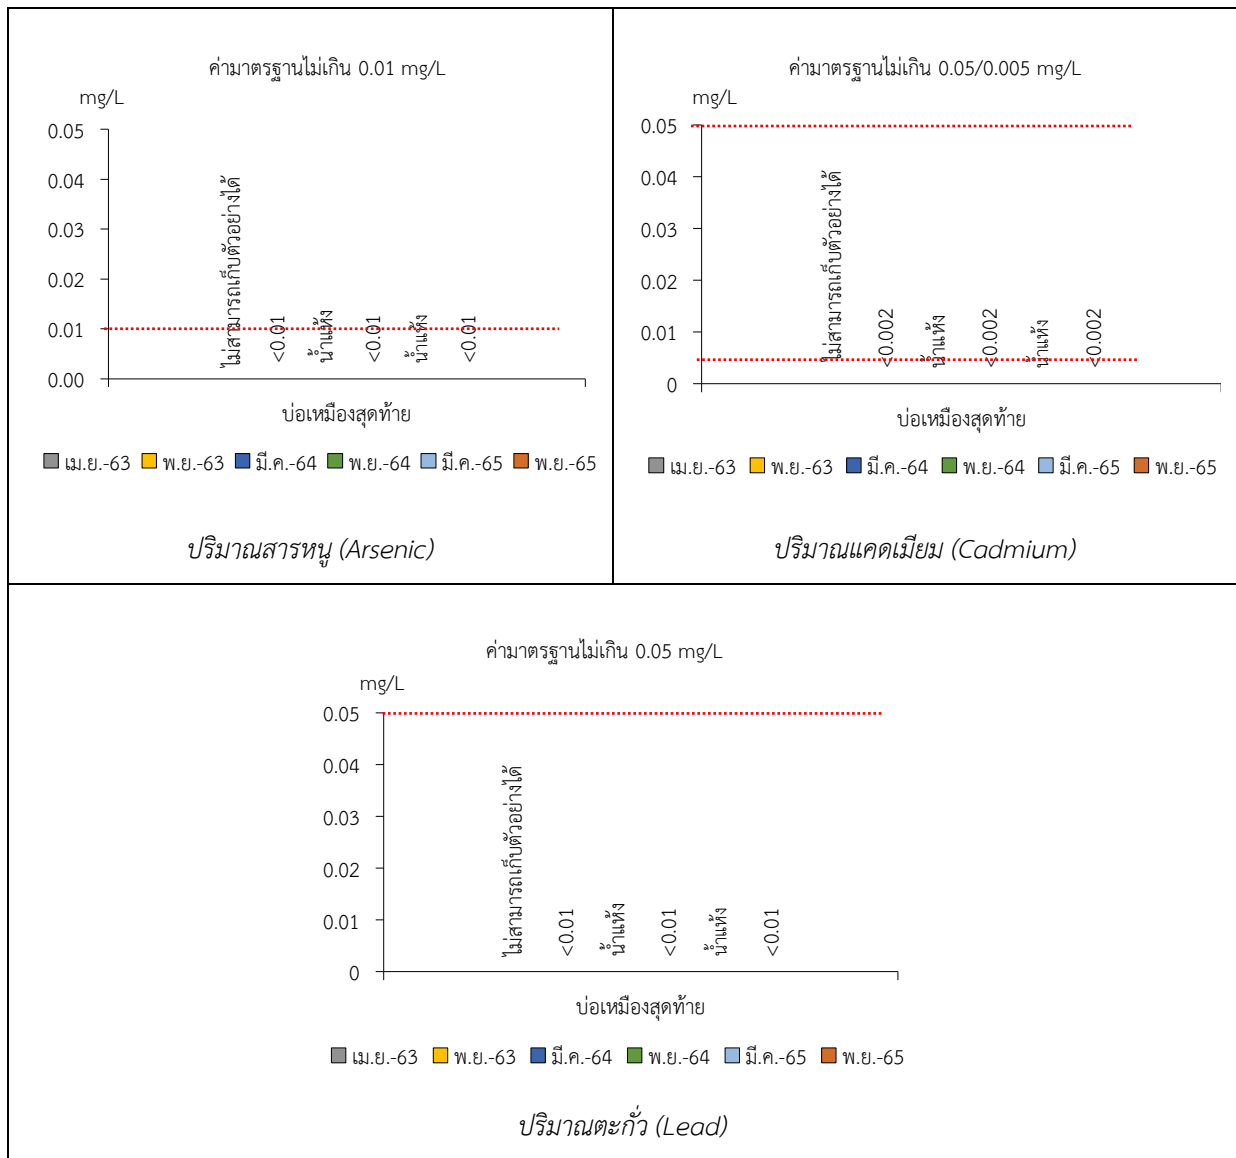 ค่ามาตรฐานไม่เกิน 0.01 mg/L
mg/L
0.05
0.04
0.03
0.02
0.01
0.00
ไม่สามารถเก็บตัวอย่างได้
<0.01
น้ำแห้ง
<0.01
น้ำแห้ง
<0.01
บ่อเหมืองสุดท้าย
เม.ย.-63 พ.ย.-63 มี.ค.-64 พ.ย.-64 มี.ค.-65 พ.ย.-65
ปริมาณสารหนู (Arsenic)
ค่ามาตรฐานไม่เกิน 0.05/0.005 mg/L
mg/L
0.05
0.04
0.03
0.02
0.01
0
ไม่สามารถเก็บตัวอย่างได้
<0.002
น้ำแห้ง
<0.002
น้ำแห้ง
<0.002
บ่อเหมืองสุดท้าย
เม.ย.-63 พ.ย.-63 มี.ค.-64 พ.ย.-64 มี.ค.-65 พ.ย.-65
ปริมาณแคดเมียม (Cadmium)
ค่ามาตรฐานไม่เกิน 0.05 mg/L
mg/L
0.05
0.04
0.03
0.02
0.01
0
ไม่สามารถเก็บตัวอย่างได้
<0.01
น้ำแห้ง
<0.01
น้ำแห้ง
<0.01
บ่อเหมืองสุดท้าย
เม.ย.-63 พ.ย.-63 มี.ค.-64 พ.ย.-64 มี.ค.-65 พ.ย.-65
ปริมาณตะกั่ว (Lead)